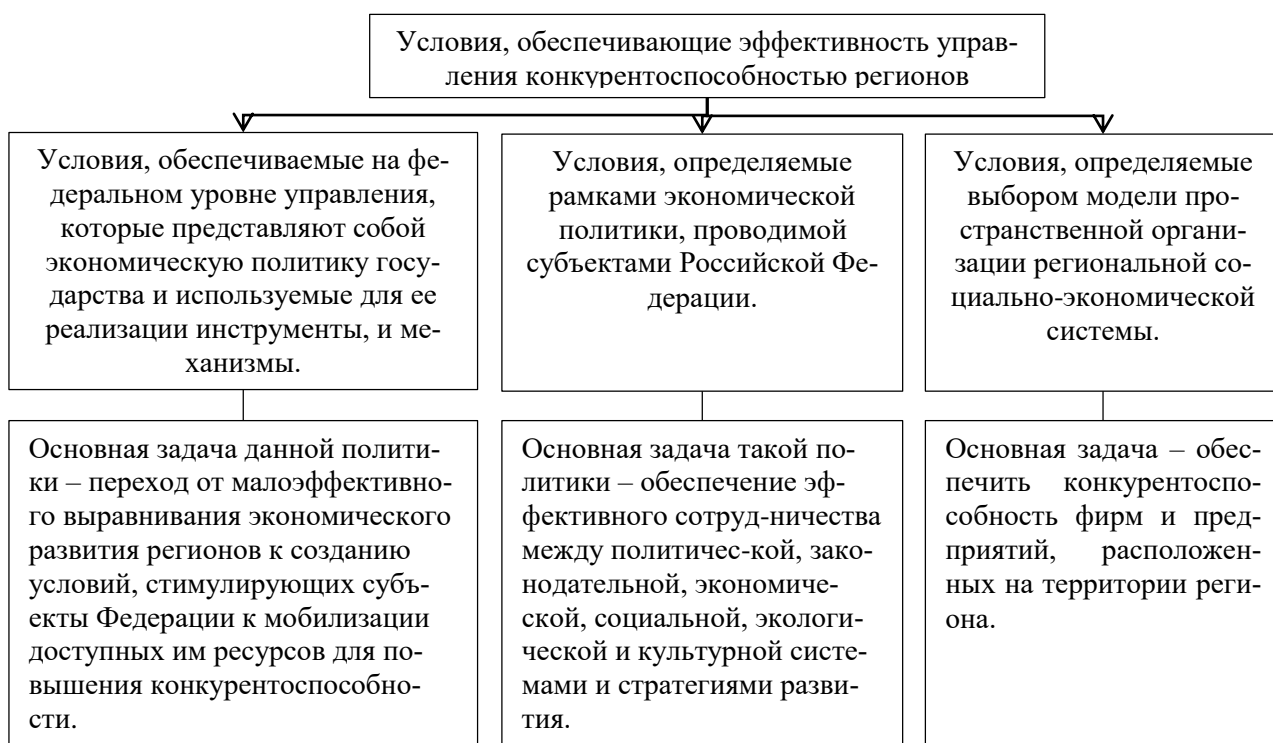 Условия, обеспечивающие эффективность управ-
ления конкурентоспособностью регионов
Условия, обеспечиваемые на фе-
деральном уровне управления,
которые представляют собой
экономическую политику госу-
дарства и используемые для ее
реализации инструменты, и ме-
ханизмы.
Условия, определяемые
рамками экономической
политики, проводимой
субъектами Российской Фе-
дерации.
Условия, определяемые
выбором модели про-
странственной органи-
зации региональной со-
циально-экономической
системы.
Основная задача данной полити-
ки – переход от малоэффективно-
го выравнивания экономического
развития регионов к созданию
условий, стимулирующих субъ-
екты Федерации к мобилизации
доступных им ресурсов для по-
вышения конкурентоспособно-
сти.
Основная задача такой по-
литики – обеспечение эф-
фективного сотруд-ничества
между политичес-кой, зако-
нодательной, экономиче-
ской, социальной, экологи-
ческой и культурной систе-
мами и стратегиями разви-
тия.
Основная задача – обес-
печить конкурентоспо-
собность фирм и пред-
приятий, расположен-
ных на территории реги-
она.